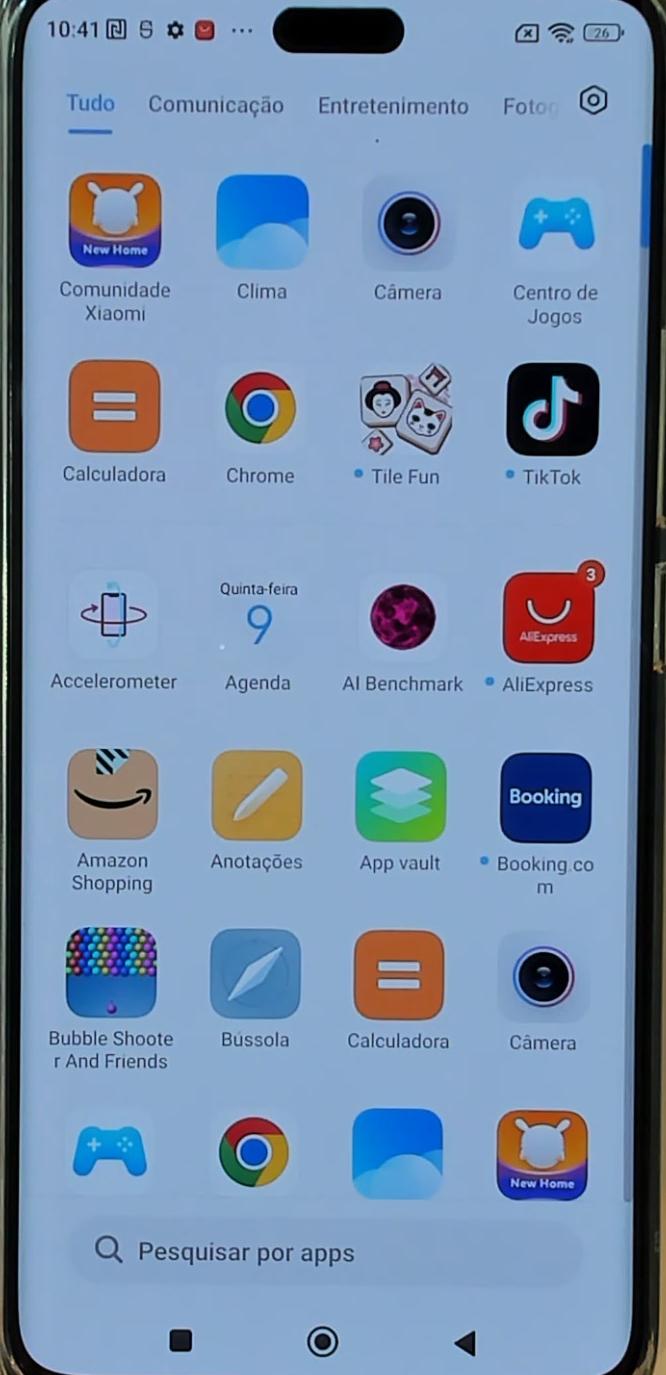 10:41
26
Tudo Comunicação Entretenimento Fotog
New Home
Comunidade Xiaomi
Clima
Câmera
Centro de Jogos
Calculadora
Chrome
Tile Fun
TikTok
Accelerometer
Quinta-feira
9
Agenda
AI Benchmark
3
AliExpress
AliExpress
Amazon
Shopping
Anotações
App vault
Booking
Booking.co
m
Bubble Shoote
r And Friends
Bússola
Calculadora
Câmera
New Home
Pesquisar por apps